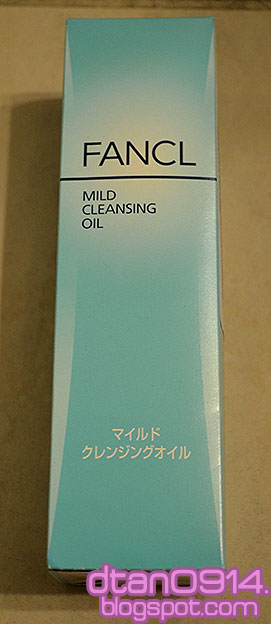 FANCL
MILD
CLEANSING
OIL
マイルド
クレンジングオイル
dtan0914.
blogspot.com